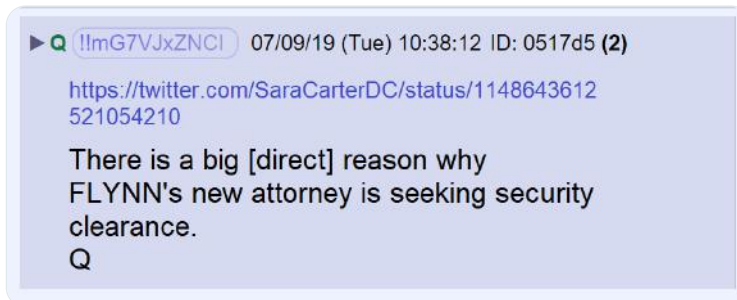 ▶ Q !!mG7VJxZNCI 07/09/19 (Tue) 10:38:12 ID: 0517d5 (2)
https://twitter.com/SaraCarterDC/status/1148643612
521054210
There is a big [direct] reason why
FLYNN's new attorney is seeking security
clearance.
Q